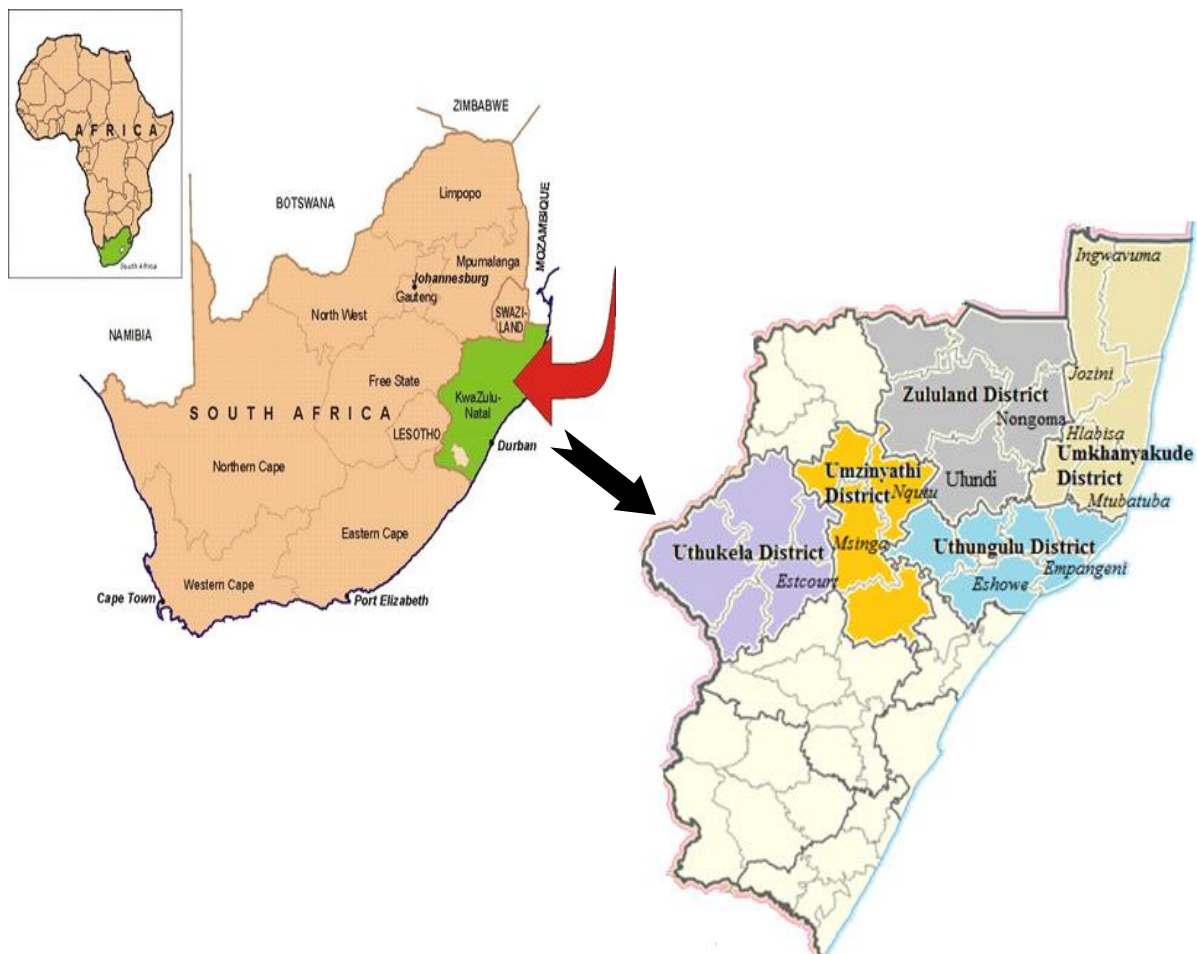 AFRICA
South Africa
ZIMBABWE
BOTSWANA
MOZAMBIQUE
NAMIBIA
Limpopo
Mpumalanga
Johannesburg
Gauteng
North West
SWAZI-
LAND
Free State
KwaZulu-
Natal
SOUTH AFRICA
LESOTHO
Durban
Northern Cape
Eastern Cape
Western Cape
Cape Town
Port Elizabeth
Ingwavuma
Jozini
Zululand District
Nongoma
Hlabisa
Umkhanyakude
District
Mtubatuba
Umzinyathi
District
Nqutu
Ulundi
Uthukela District
Msinga
Estcourt
Uthungulu District
Empangeni
Eshowe